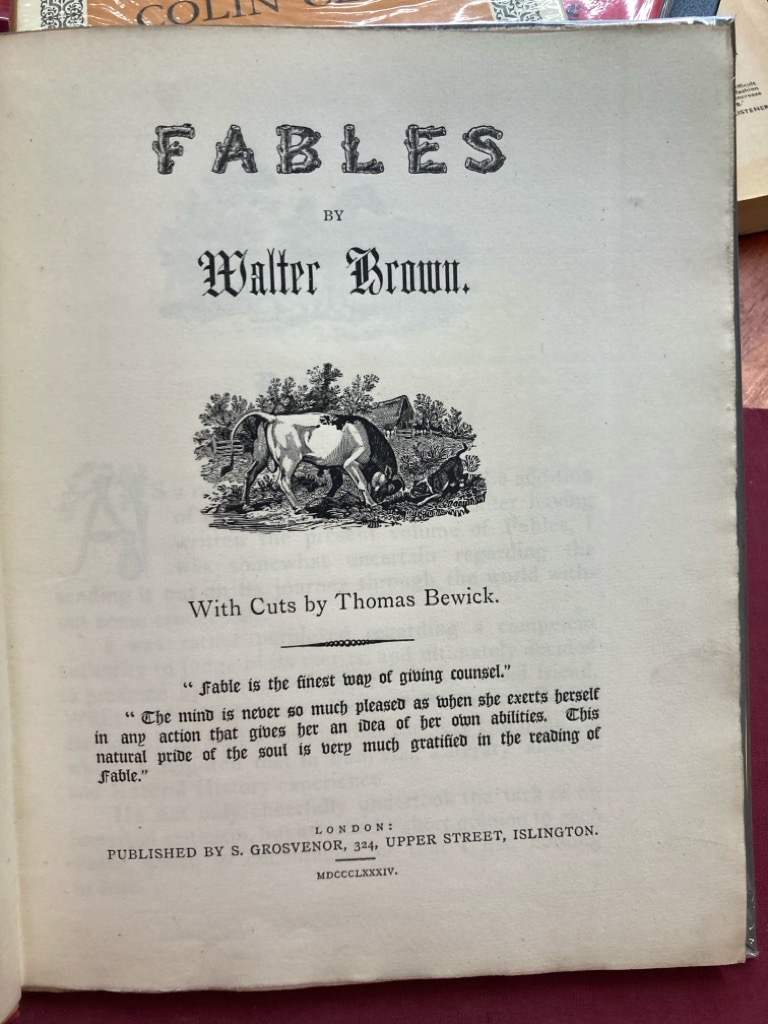 COLIN
FABLES
BY
Walter Brown.
With Cuts by Thomas Bewick.
“ Fable is the finest way of giving counsel.”
“ The mind is never so much pleased as when she exerts herself
in any action that gives her an idea of her own abilities. This
natural pride of the soul is very much gratified in the reading of
Fable.”
LONDON:
PUBLISHED BY S. GROSVENOR, 324, UPPER STREET, ISLINGTON.
MDCCCLXXXIV.